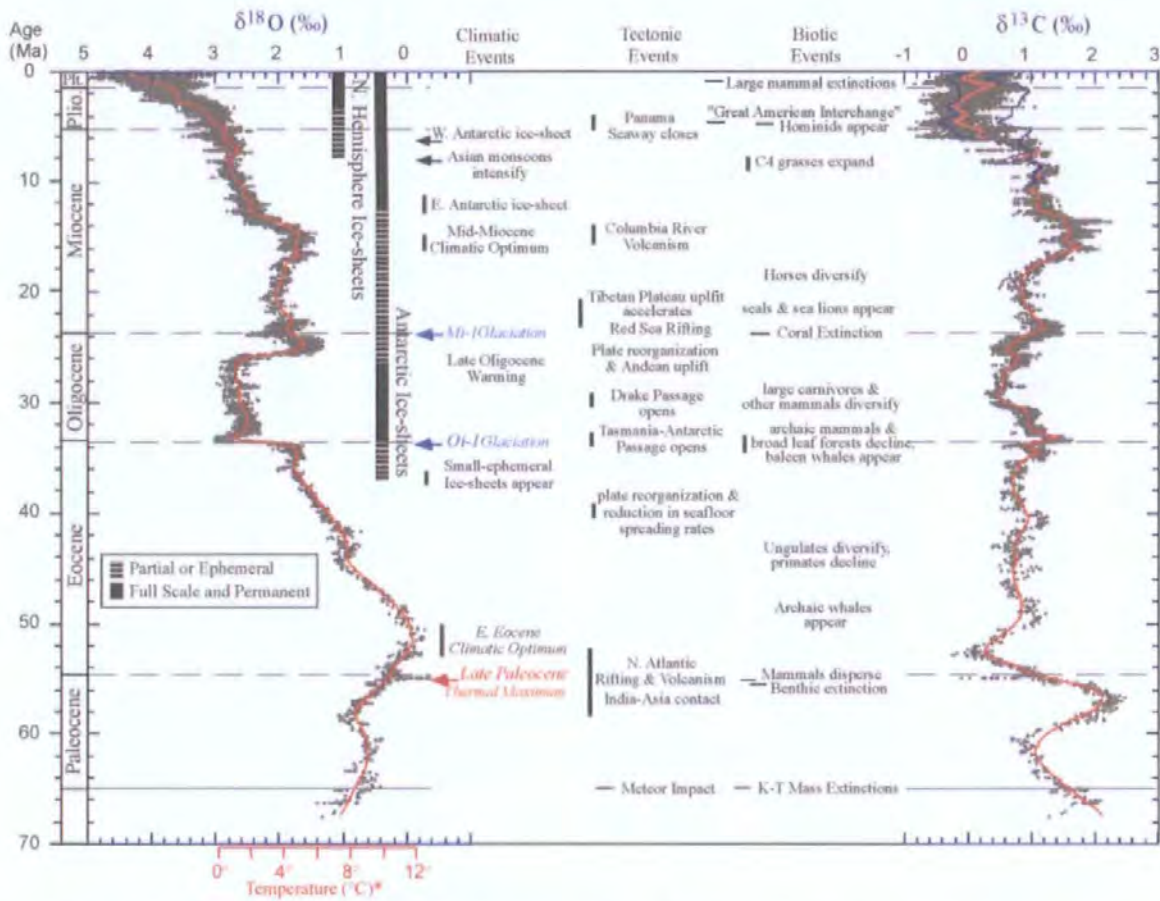 Age
(Ma)
δ18O (‰)
5 4 3 2 1 0
Climatic
Events
Tectonic
Events
Biotic
Events
δ13C (‰)
-1 0 1 2 3
0
10
20
30
40
50
60
70
Plt.
Plio.
Miocene
Oligocene
Eocene
Paleocene
N. Hemisphere Ice-sheets
Antarctic Ice-sheets
W. Antarctic ice-sheet
Asian monsoons
intensify
E. Antarctic ice-sheet
Mid-Miocene
Climatic Optimum
Mi-1Glaciation
Late Oligocene
Warming
Oi-1Glaciation
Small-ephemeral
Ice-sheets appear
E. Eocene
Climatic Optimum
Late Paleocene
Thermal Maximum
Panama
Seaway closes
Columbia River
Volcanism
Tibetan Plateau uplfit
accelerates
Red Sea Rifting
Plate reorganization
& Andean uplift
Drake Passage
opens
Tasmania-Antarctic
Passage opens
plate reorganization &
reduction in seafloor
spreading rates
N. Atlantic
Rifting & Volcanism
India-Asia contact
Meteor Impact
Large mammal extinctions
"Great American Interchange"
Hominids appear
C4 grasses expand
Horses diversify
seals & sea lions appear
Coral Extinction
large carnivores &
other mammals diversify
archaic mammals &
broad leaf forests decline,
baleen whales appear
Ungulates diversify,
primates decline
Archaic whales
appear
Mammals disperse
Benthic extinction
K-T Mass Extinctions
Partial or Ephemeral
Full Scale and Permanent
0° 4° 8° 12°
Temperature (°C)*